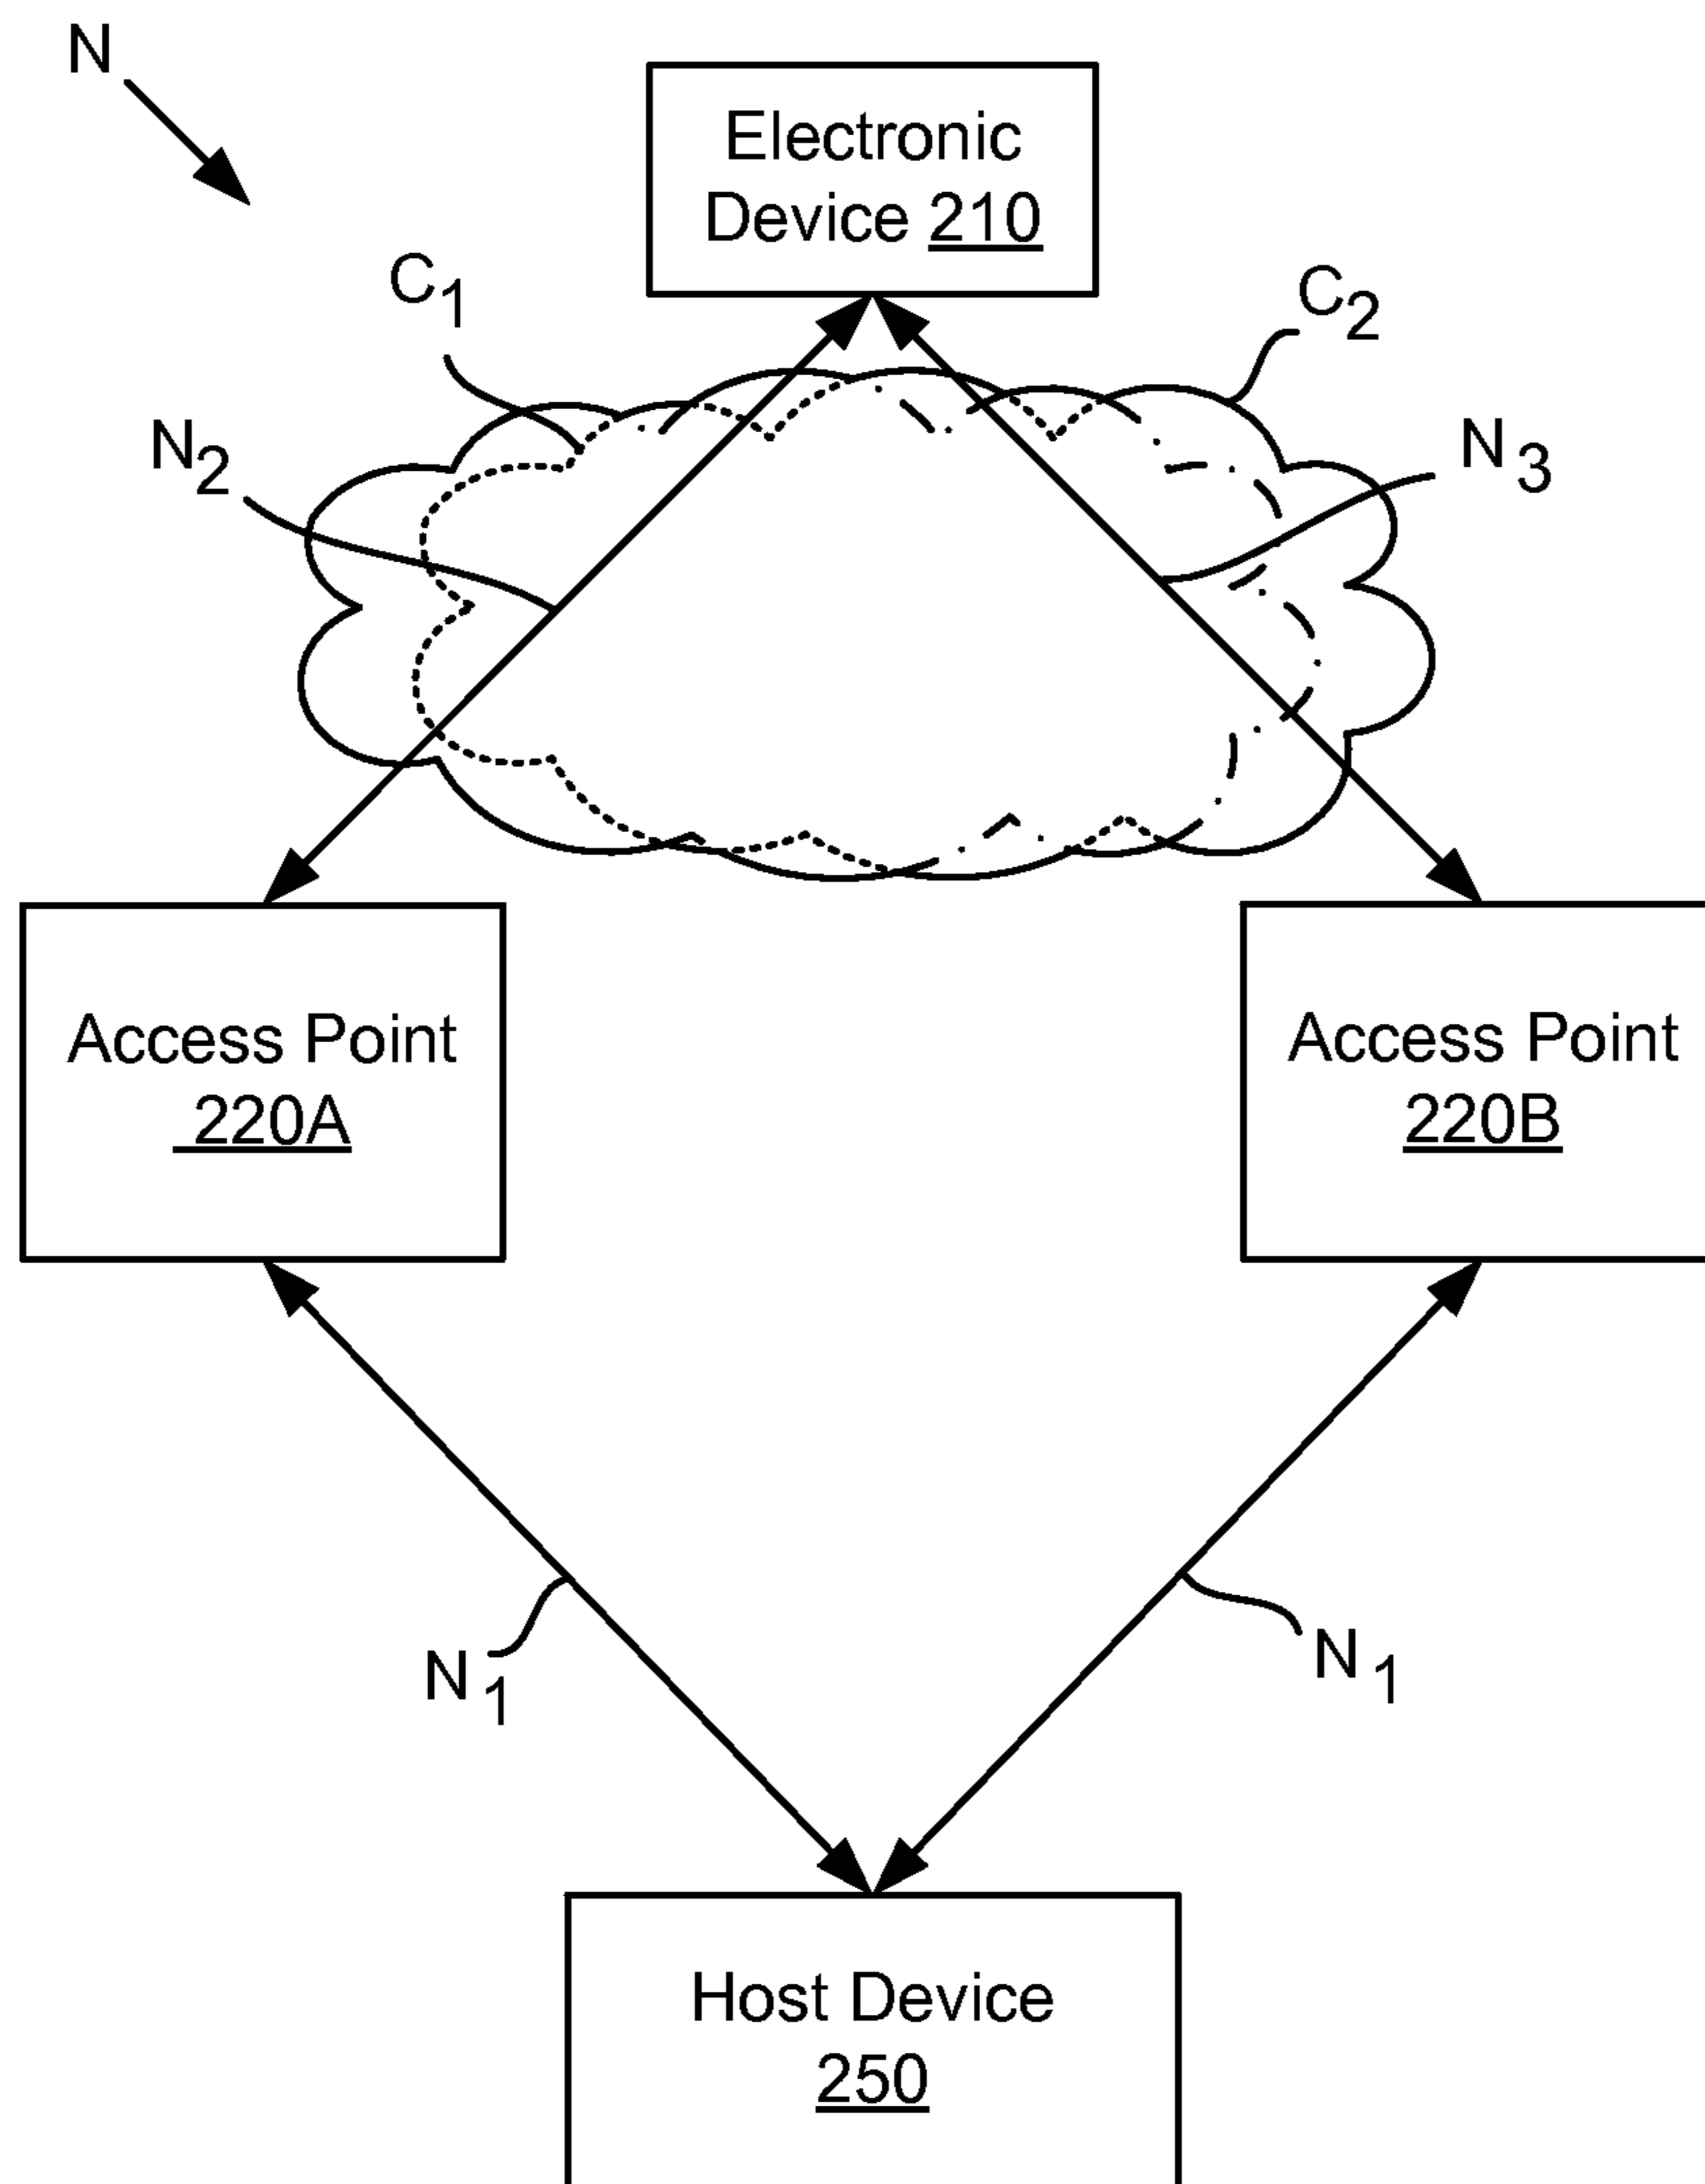 N
Electronic
Device 210
C1
C2
N2
N3
Access Point
220A
Access Point
220B
N1
N1
Host Device
250